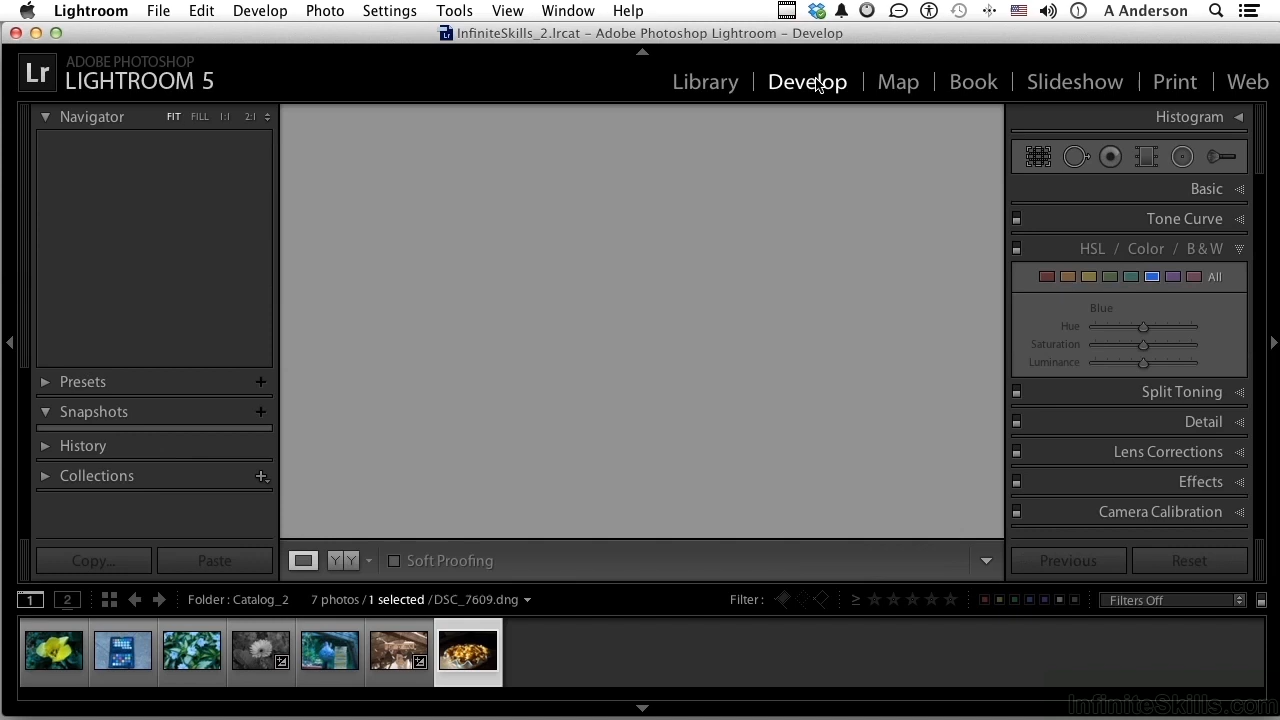 Lightroom File Edit Develop Photo Settings Tools View Window Help A Anderson
InfiniteSkills_2.lrcat – Adobe Photoshop Lightroom – Develop
Lr ADOBE PHOTOSHOP
LIGHTROOM 5
Library | Develop | Map | Book | Slideshow | Print | Web
Navigator FIT FILL 1:1 2:1
Histogram
Basic
Tone Curve
HSL / Color / B & W
All
Blue
Hue
Saturation
Luminance
Presets
Snapshots
History
Collections
Split Toning
Detail
Lens Corrections
Effects
Camera Calibration
Copy... Paste
YY Soft Proofing
Previous Reset
1 2 Folder : Catalog_2 7 photos / 1 selected / DSC_7609.dng Filter : ≥ Filters Off
InfiniteSkills.com